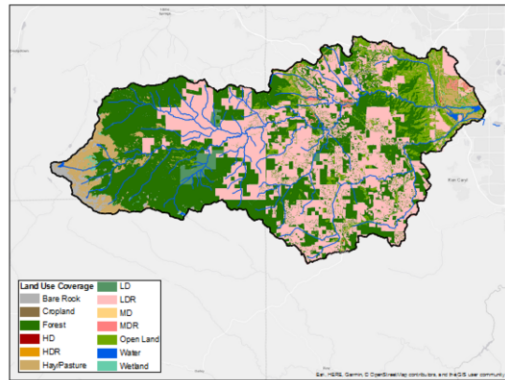 Land Use Coverage
Bare Rock
Cropland
Forest
HD
HDR
Hay/Pasture
LD
LDR
MD
MDR
Open Land
Water
Wetland
Esri, HERE, Garmin, © OpenStreetMap contributors, and the GIS user community